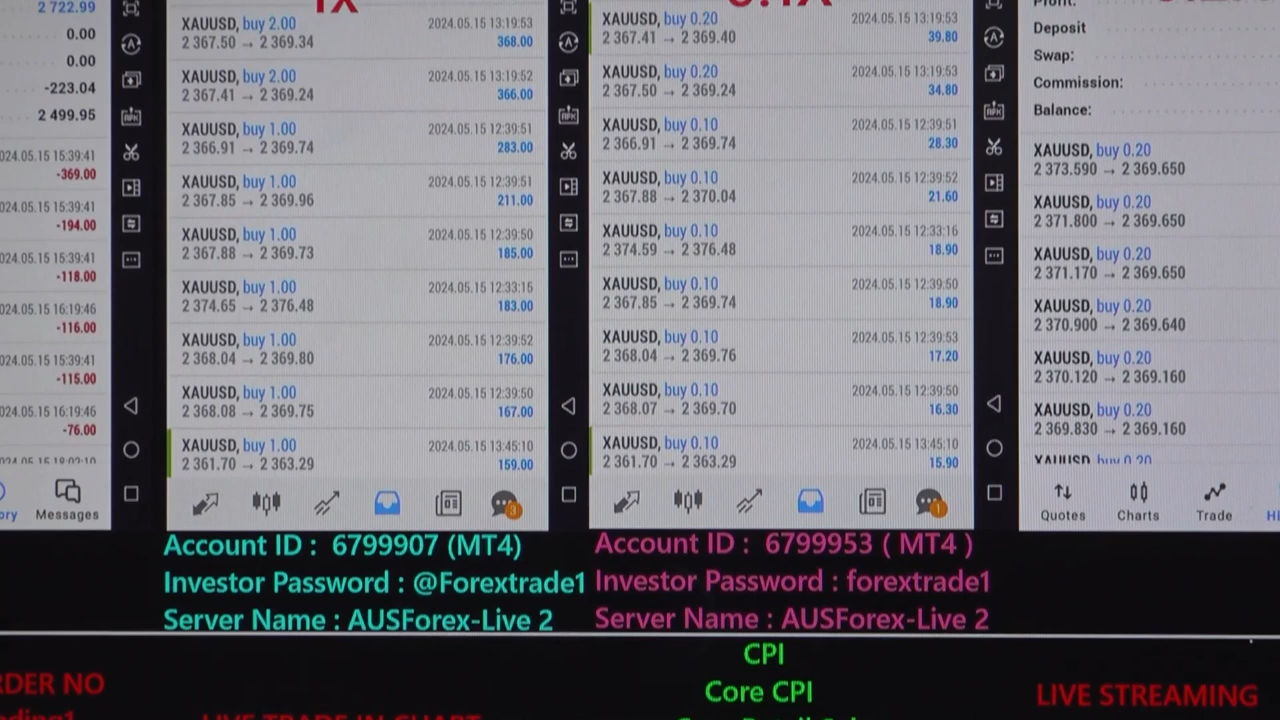 2 722.99
0.00
0.00
-223.04
2 499.95
024.05.15 15:39:41
-369.00
024.05.15 15:39:41
-194.00
024.05.15 15:39:41
-118.00
024.05.15 16:19:46
-116.00
024.05.15 15:39:41
-115.00
024.05.15 16:19:46
-76.00
ory
Messages
1X
XAUUSD, buy 2.00 2024.05.15 13:19:53
2 367.50 → 2 369.34 368.00
XAUUSD, buy 2.00 2024.05.15 13:19:52
2 367.41 → 2 369.24 366.00
XAUUSD, buy 1.00 2024.05.15 12:39:51
2 366.91 → 2 369.74 283.00
XAUUSD, buy 1.00 2024.05.15 12:39:51
2 367.85 → 2 369.96 211.00
XAUUSD, buy 1.00 2024.05.15 12:39:50
2 367.88 → 2 369.73 185.00
XAUUSD, buy 1.00 2024.05.15 12:33:15
2 374.65 → 2 376.48 183.00
XAUUSD, buy 1.00 2024.05.15 12:39:52
2 368.04 → 2 369.80 176.00
XAUUSD, buy 1.00 2024.05.15 12:39:50
2 368.08 → 2 369.75 167.00
XAUUSD, buy 1.00 2024.05.15 13:45:10
2 361.70 → 2 363.29 159.00
3
0.1X
XAUUSD, buy 0.20 2024.05.15 13:19:53
2 367.41 → 2 369.40 39.80
XAUUSD, buy 0.20 2024.05.15 13:19:53
2 367.50 → 2 369.24 34.80
XAUUSD, buy 0.10 2024.05.15 12:39:51
2 366.91 → 2 369.74 28.30
XAUUSD, buy 0.10 2024.05.15 12:39:52
2 367.88 → 2 370.04 21.60
XAUUSD, buy 0.10 2024.05.15 12:33:16
2 374.59 → 2 376.48 18.90
XAUUSD, buy 0.10 2024.05.15 12:39:50
2 367.85 → 2 369.74 18.90
XAUUSD, buy 0.10 2024.05.15 12:39:53
2 368.04 → 2 369.76 17.20
XAUUSD, buy 0.10 2024.05.15 12:39:50
2 368.07 → 2 369.70 16.30
XAUUSD, buy 0.10 2024.05.15 13:45:10
2 361.70 → 2 363.29 15.90
1
Profit:
Deposit
Swap:
Commission:
Balance:
XAUUSD, buy 0.20
2 373.590 → 2 369.650
XAUUSD, buy 0.20
2 371.800 → 2 369.650
XAUUSD, buy 0.20
2 371.170 → 2 369.650
XAUUSD, buy 0.20
2 370.900 → 2 369.640
XAUUSD, buy 0.20
2 370.120 → 2 369.160
XAUUSD, buy 0.20
2 369.830 → 2 369.160
XAUUSD, buy 0.20
Quotes Charts Trade Hi
Account ID : 6799907 (MT4)
Investor Password : @Forextrade1
Server Name : AUSForex-Live 2
Account ID : 6799953 ( MT4 )
Investor Password : forextrade1
Server Name : AUSForex-Live 2
RDER NO
ading1
LIVE TRADE IN CHART
CPI
Core CPI
LIVE STREAMING